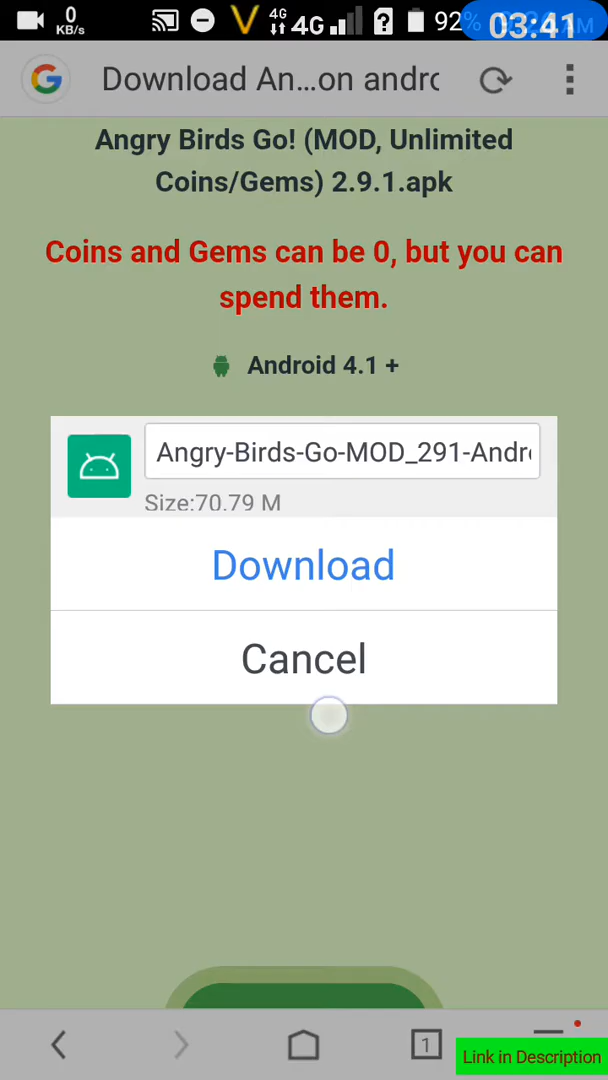 0
KB/s
4G
4G
92%
03:41
AM
Download An...on andro
Angry Birds Go! (MOD, Unlimited
Coins/Gems) 2.9.1.apk
Coins and Gems can be 0, but you can
spend them.
Android 4.1 +
Angry-Birds-Go-MOD_291-Andr
Size:70.79 M
Download
Cancel
1
Link in Description